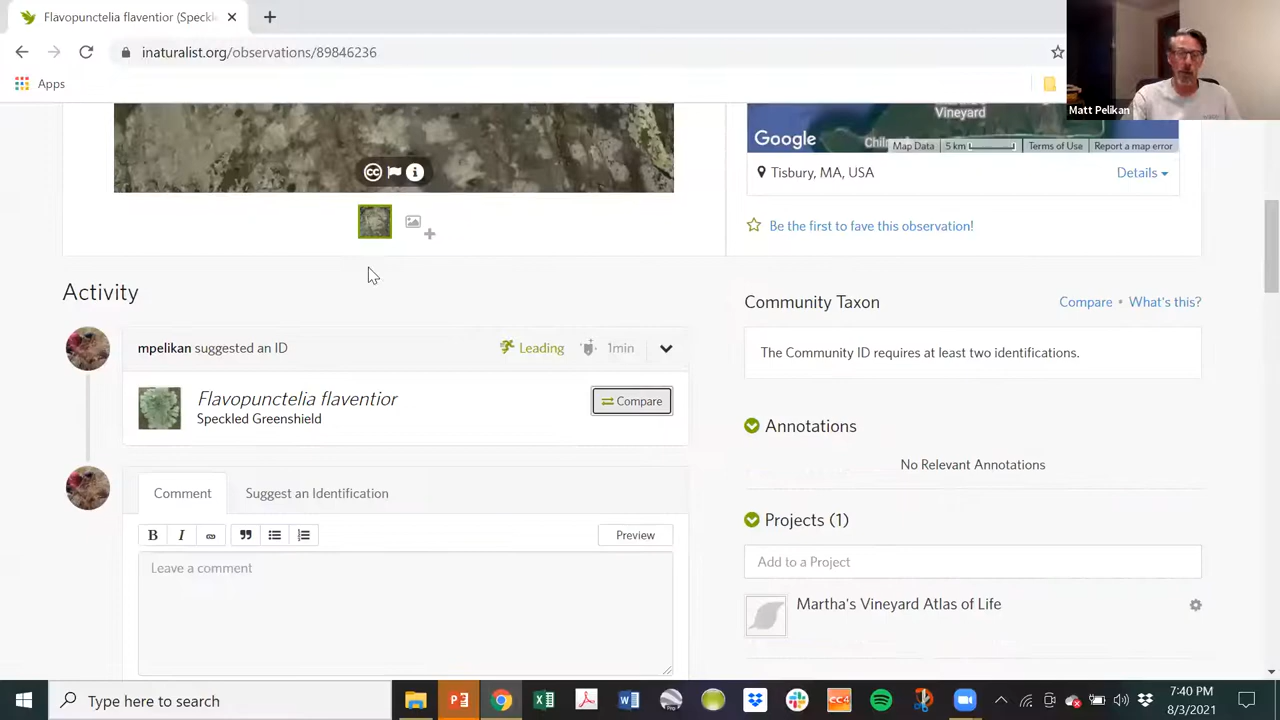 Flavopunctelia flaventior (Speckl
inaturalist.org/observations/89846236
Apps
Matt Pelikan
Vineyard
Google
Map Data
5 km
Terms of Use
Report a map error
Tisbury, MA, USA
Details
Be the first to fave this observation!
Activity
Community Taxon
Compare • What's this?
mpelikan suggested an ID
Leading
1min
The Community ID requires at least two identifications.
Flavopunctelia flaventior
Speckled Greenshield
Compare
Annotations
No Relevant Annotations
Comment
Suggest an Identification
B I
Preview
Leave a comment
Projects (1)
Add to a Project
Martha's Vineyard Atlas of Life
Type here to search
CC4
7:40 PM
8/3/2021